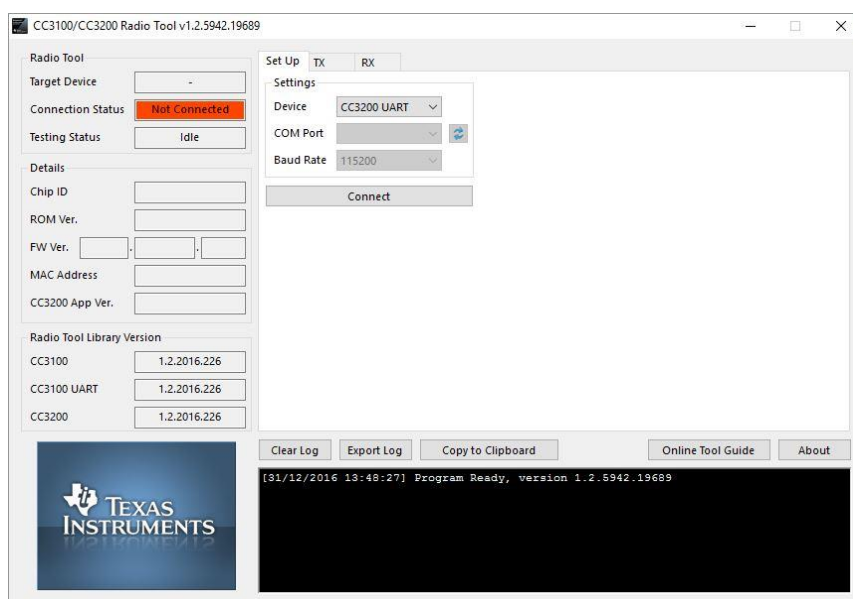 CC3100/CC3200 Radio Tool v1.2.5942.19689
Radio Tool
Target Device -
Connection Status Not Connected
Testing Status Idle
Details
Chip ID
ROM Ver.
FW Ver. . .
MAC Address
CC3200 App Ver.
Radio Tool Library Version
CC3100 1.2.2016.226
CC3100 UART 1.2.2016.226
CC3200 1.2.2016.226
TEXAS
INSTRUMENTS
Set Up TX RX
Settings
Device CC3200 UART
COM Port
Baud Rate 115200
Connect
Clear Log Export Log Copy to Clipboard Online Tool Guide About
[31/12/2016 13:48:27] Program Ready, version 1.2.5942.19689